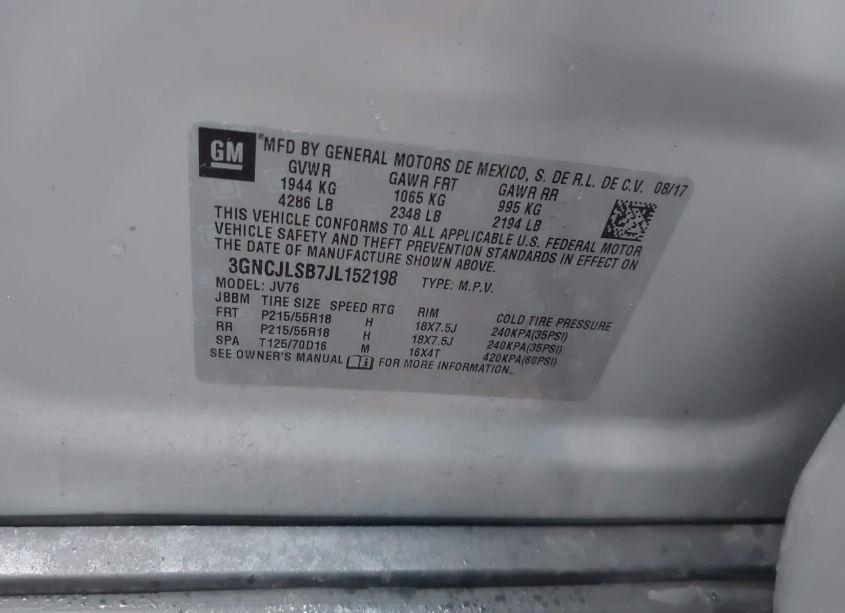 GM
®MFD BY GENERAL MOTORS DE MEXICO, S. DE R.L. DE C.V. 08/17
GVWR GAWR FRT GAWR RR
1944 KG 1065 KG 995 KG
4286 LB 2348 LB 2194 LB
THIS VEHICLE CONFORMS TO ALL APPLICABLE U.S. FEDERAL MOTOR
VEHICLE SAFETY AND THEFT PREVENTION STANDARDS IN EFFECT ON
THE DATE OF MANUFACTURE SHOWN ABOVE.
3GNCJLSB7JL152198 TYPE: M.P.V.
MODEL: JV76
JBBM TIRE SIZE SPEED RTG RIM COLD TIRE PRESSURE
FRT P215/55R18 H 18X7.5J 240KPA(35PSI)
RR P215/55R18 H 18X7.5J 240KPA(35PSI)
SPA T125/70D16 M 16X4T 420KPA(60PSI)
SEE OWNER'S MANUAL FOR MORE INFORMATION.